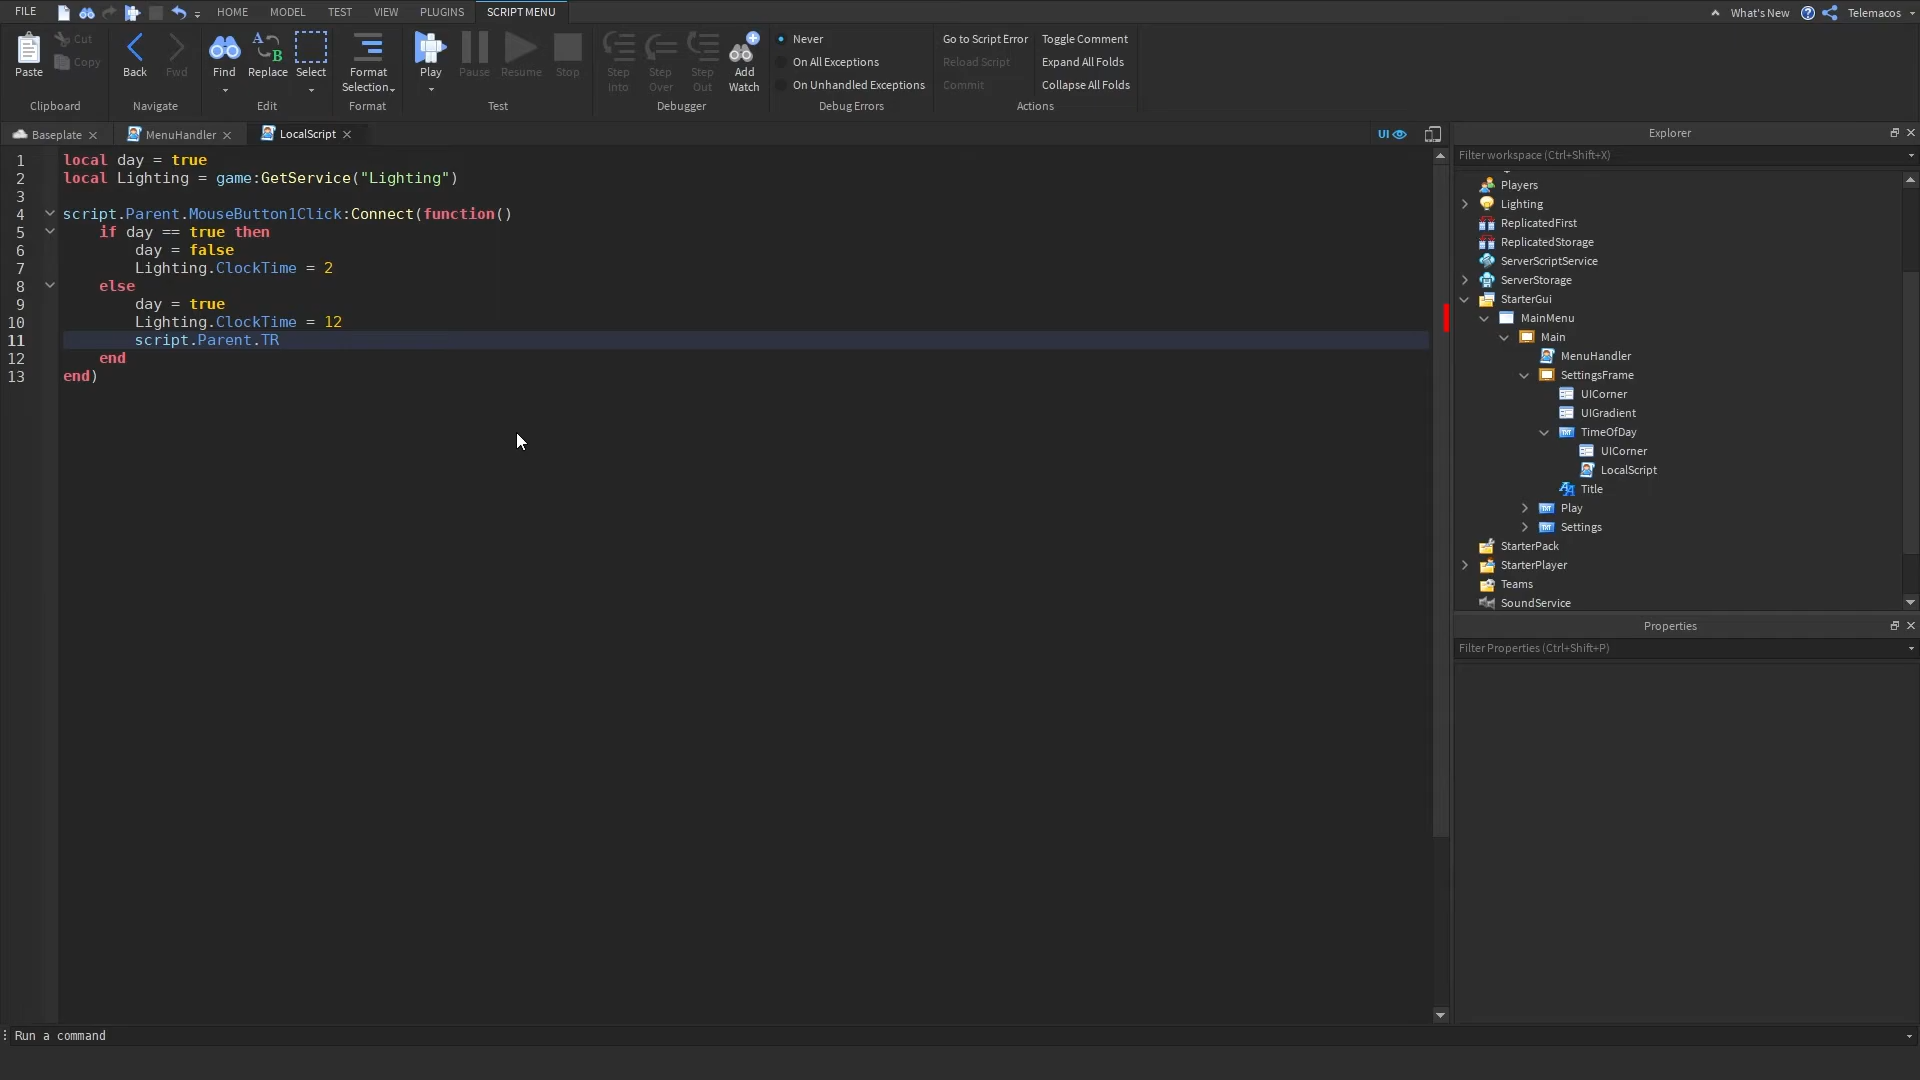 FILE
HOME
MODEL
TEST
VIEW
PLUGINS
SCRIPT MENU
What's New
Telemacos
Paste
Cut
Copy
Clipboard
Back
Fwd
Navigate
Find
Replace
Select
Edit
Format
Selection
Format
Play
Pause
Resume
Stop
Test
Step
Into
Step
Over
Step
Out
Add
Watch
Debugger
Never
On All Exceptions
On Unhandled Exceptions
Debug Errors
Go to Script Error
Reload Script
Commit
Toggle Comment
Expand All Folds
Collapse All Folds
Actions
Baseplate
MenuHandler
LocalScript
UI
1 local day = true
2 local Lighting = game:GetService("Lighting")
3
4 script.Parent.MouseButton1Click:Connect(function()
5 if day == true then
6 day = false
7 Lighting.ClockTime = 2
8 else
9 day = true
10 Lighting.ClockTime = 12
11 script.Parent.TR
12 end
13 end)
Explorer
Filter workspace (Ctrl+Shift+X)
Players
Lighting
ReplicatedFirst
ReplicatedStorage
ServerScriptService
ServerStorage
StarterGui
MainMenu
Main
MenuHandler
SettingsFrame
UICorner
UIGradient
TimeOfDay
UICorner
LocalScript
Title
Play
Settings
StarterPack
StarterPlayer
Teams
SoundService
Properties
Filter Properties (Ctrl+Shift+P)
Run a command